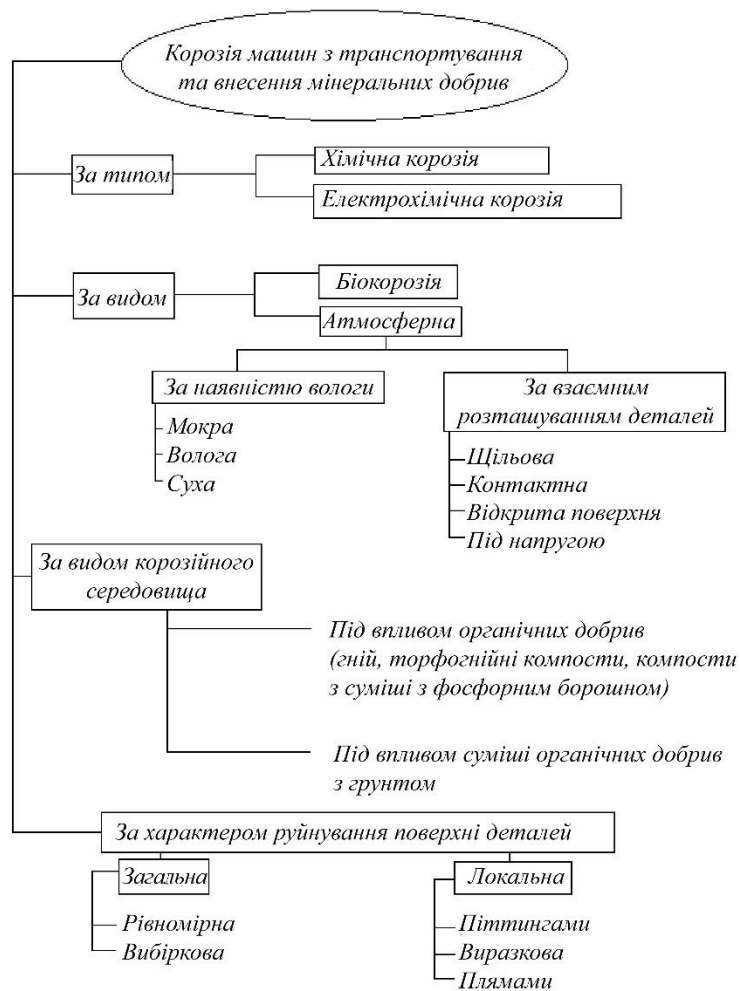 Корозія машин з транспортування
та внесення мінеральних добрив
За типом
Хімічна корозія
Електрохімічна корозія
За видом
Біокорозія
Атмосферна
За наявністю вологи
Мокра
Волога
Суха
За взаємним
розташуванням деталей
Щільова
Контактна
Відкрита поверхня
Під напругою
За видом корозійного
середовища
Під впливом органічних добрив
(гній, торфогнійні компости, компости
з суміші з фосфорним борошном)
Під впливом суміші органічних добрив
з грунтом
За характером руйнування поверхні деталей
Загальна
Рівномірна
Вибіркова
Локальна
Піттингами
Виразкова
Плямами